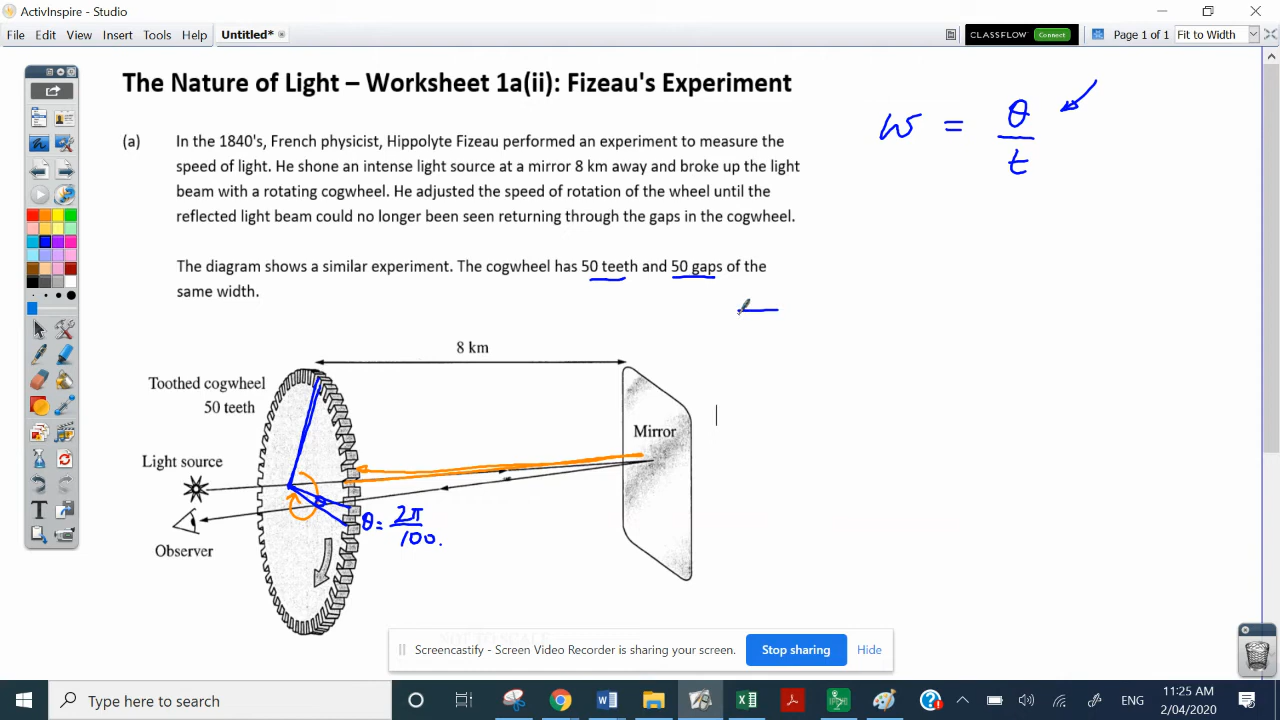 ActivInspire - Studio
File Edit View Insert Tools Help Untitled* CLASSFLOW Connect Page 1 of 1 Fit to Width
The Nature of Light – Worksheet 1a(ii): Fizeau's Experiment
ω = θ/t
(a) In the 1840's, French physicist, Hippolyte Fizeau performed an experiment to measure the
speed of light. He shone an intense light source at a mirror 8 km away and broke up the light
beam with a rotating cogwheel. He adjusted the speed of rotation of the wheel until the
reflected light beam could no longer been seen returning through the gaps in the cogwheel.
The diagram shows a similar experiment. The cogwheel has 50 teeth and 50 gaps of the
same width.
8 km
Toothed cogwheel
50 teeth
Mirror
Light source
θ = 2π/100.
Observer
Screencastify - Screen Video Recorder is sharing your screen. Stop sharing Hide
Type here to search
ENG
11:25 AM
2/04/2020